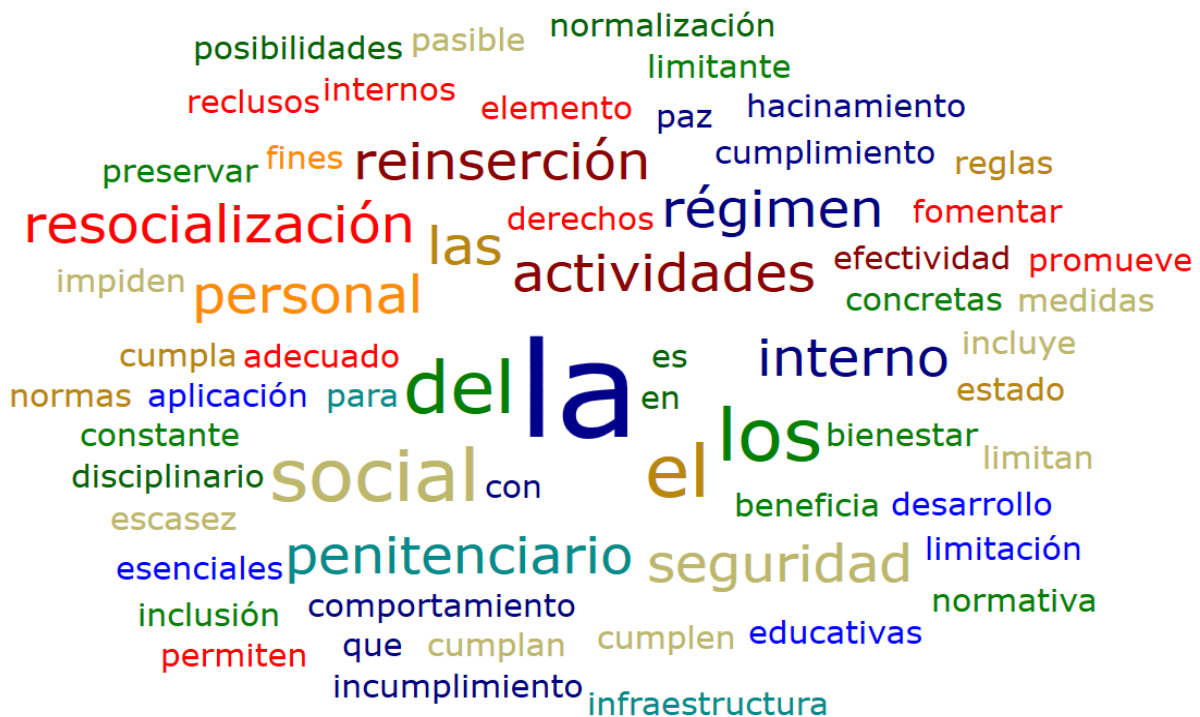 posibilidades pasible normalización
limitante
reclusos internos elemento paz hacinamiento
preservar fines reinserción cumplimiento reglas
resocialización las derechos régimen fomentar
impiden personal actividades efectividad promueve
concretas medidas
cumpla adecuado del la es interno incluye
normas aplicación para en estado
constante social el los bienestar
disciplinario con limitan
escasez beneficia desarrollo
esenciales penitenciario seguridad limitación
inclusión comportamiento normativa
permiten que cumplan cumplen educativas
incumplimiento infraestructura